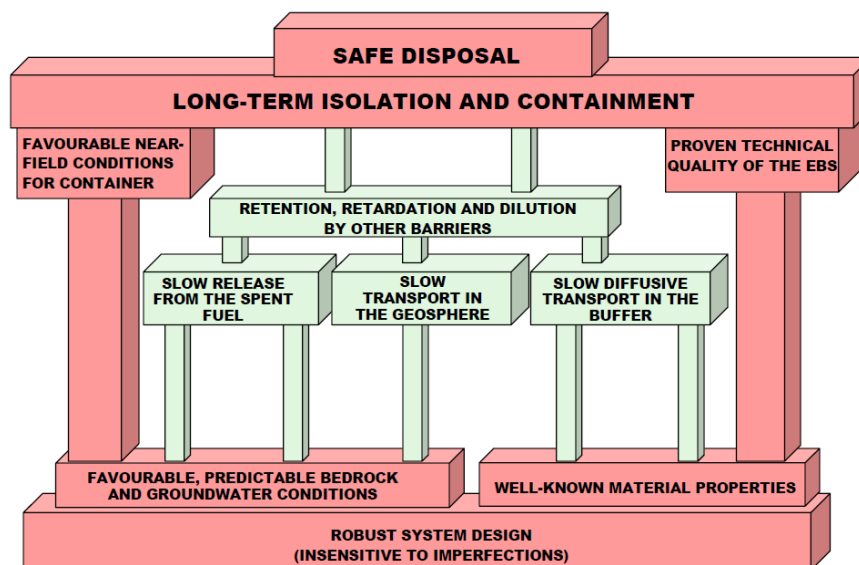 SAFE DISPOSAL
LONG-TERM ISOLATION AND CONTAINMENT
FAVOURABLE NEAR-
FIELD CONDITIONS
FOR CONTAINER
PROVEN TECHNICAL
QUALITY OF THE EBS
RETENTION, RETARDATION AND DILUTION
BY OTHER BARRIERS
SLOW RELEASE
FROM THE SPENT
FUEL
SLOW
TRANSPORT IN
THE GEOSPHERE
SLOW DIFFUSIVE
TRANSPORT IN THE
BUFFER
FAVOURABLE, PREDICTABLE BEDROCK
AND GROUNDWATER CONDITIONS
WELL-KNOWN MATERIAL PROPERTIES
ROBUST SYSTEM DESIGN
(INSENSITIVE TO IMPERFECTIONS)